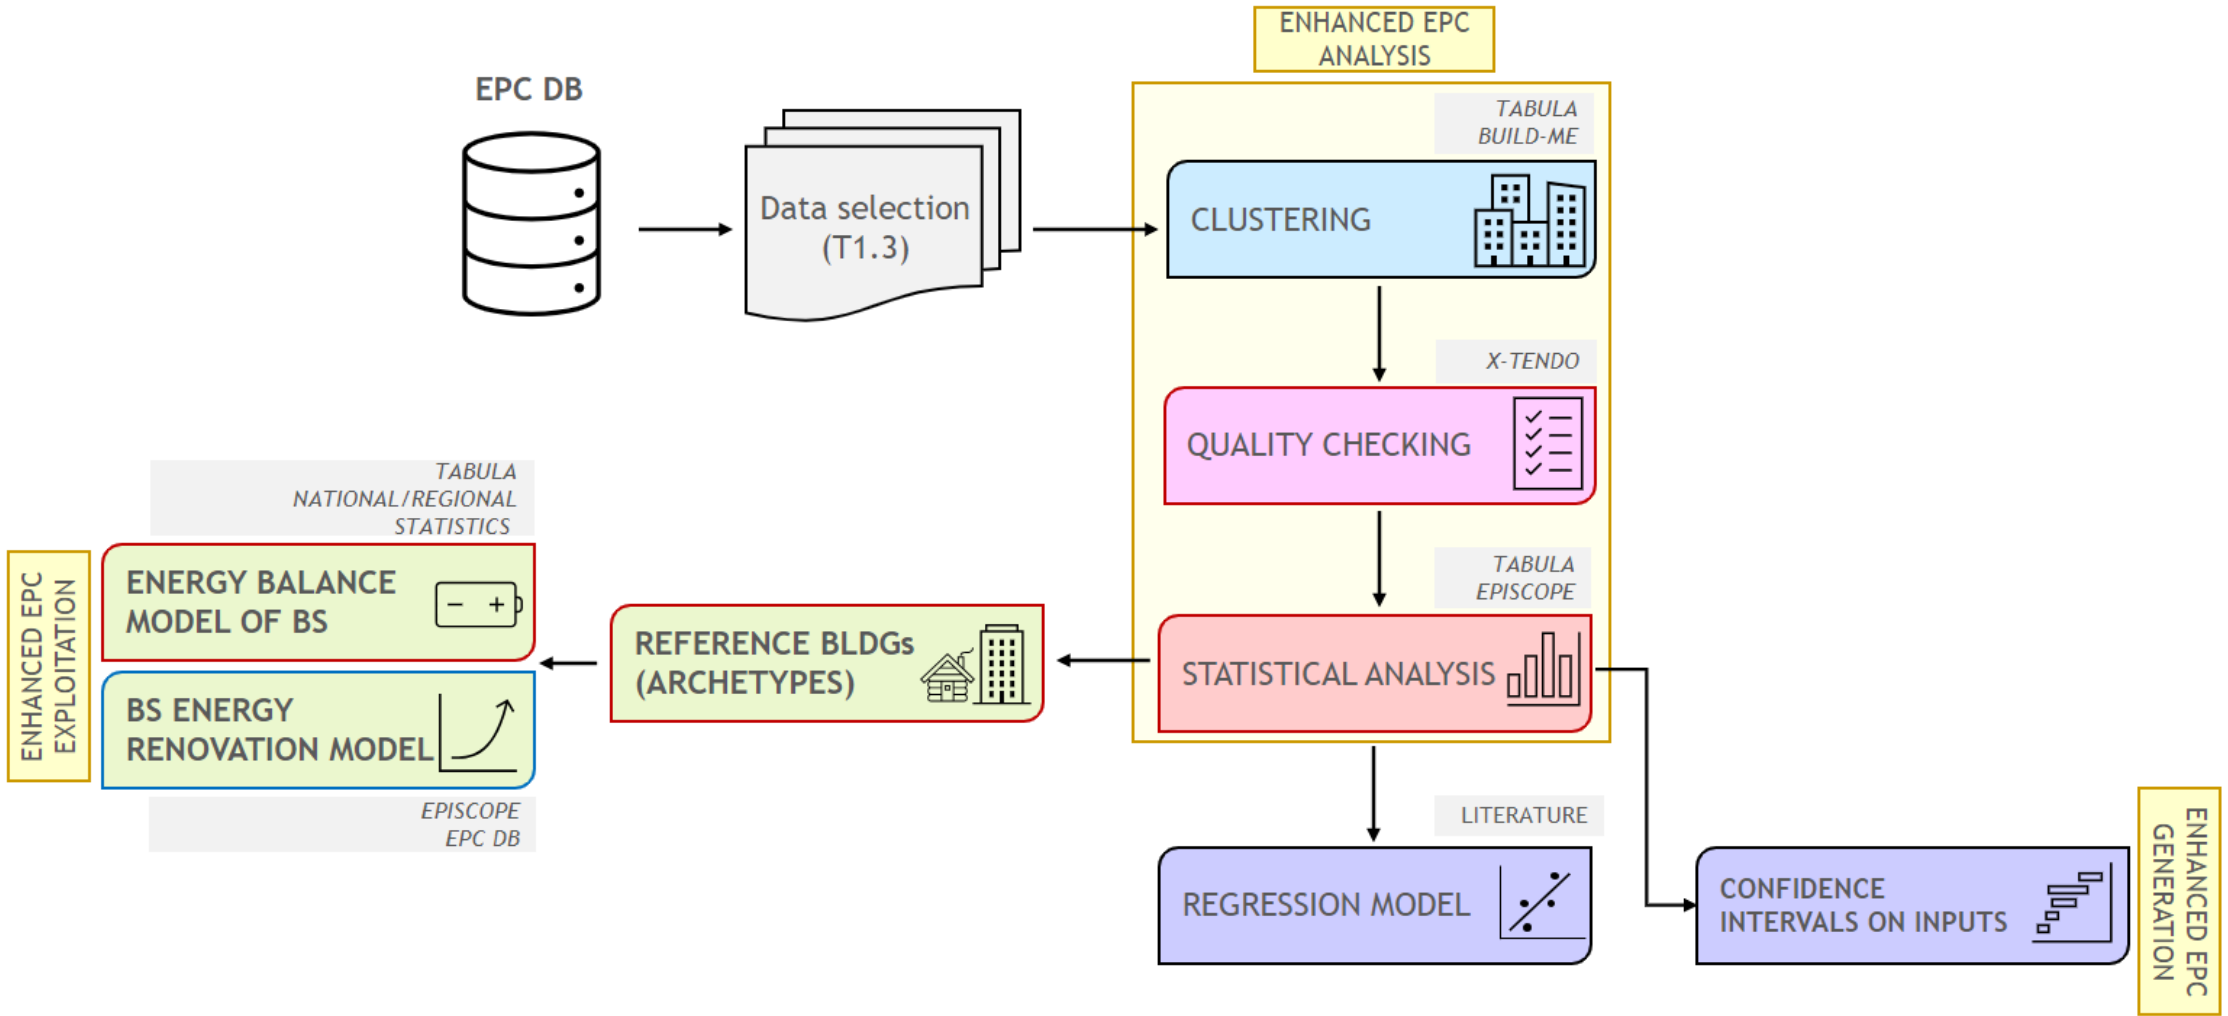 ENHANCED EPC
ANALYSIS
EPC DB
Data selection
(T1.3)
TABULA
BUILD-ME
CLUSTERING
X-TENDO
QUALITY CHECKING
TABULA
EPISCOPE
STATISTICAL ANALYSIS
LITERATURE
REGRESSION MODEL
CONFIDENCE
INTERVALS ON INPUTS
ENHANCED EPC
GENERATION
REFERENCE BLDGs
(ARCHETYPES)
TABULA
NATIONAL/REGIONAL
STATISTICS
ENERGY BALANCE
MODEL OF BS
BS ENERGY
RENOVATION MODEL
EPISCOPE
EPC DB
ENHANCED EPC
EXPLOITATION